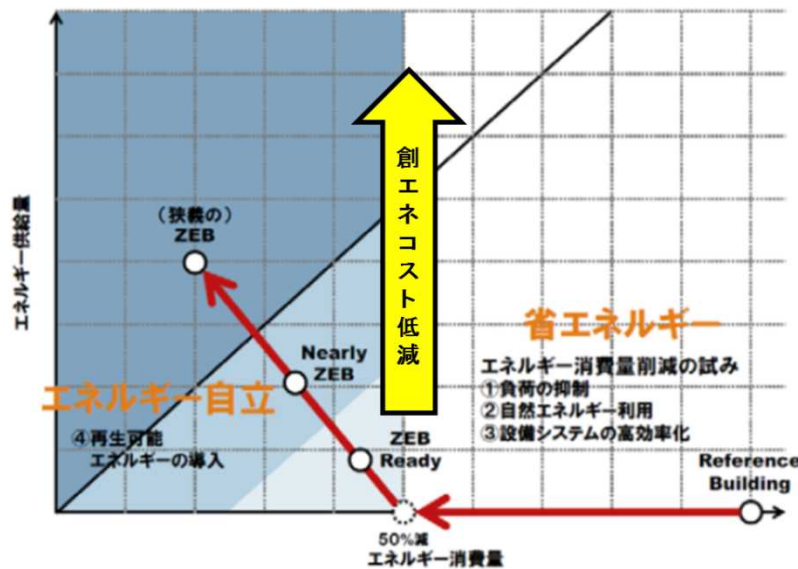 創エネコスト低減
（狭義の）
ZEB
エネルギー供給量
省エネルギー
エネルギー消費量削減の試み
①負荷の抑制
②自然エネルギー利用
③設備システムの高効率化
Nearly
ZEB
エネルギー自立
④再生可能
エネルギーの導入
ZEB
Ready
Reference
Building
50%減
エネルギー消費量